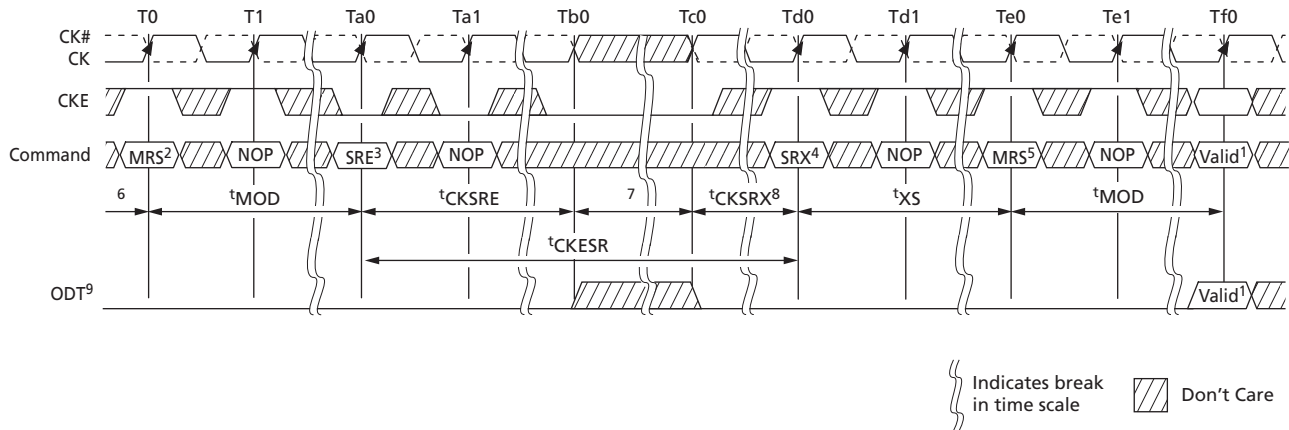 T0 T1 Ta0 Ta1 Tb0 Tc0 Td0 Td1 Te0 Te1 Tf0
CK#
CK
CKE
Command MRS² NOP SRE³ NOP SRX⁴ NOP MRS⁵ NOP Valid¹
6 ᵗMOD ᵗCKSRE 7 ᵗCKSRX⁸ ᵗXS ᵗMOD
ᵗCKESR
ODT⁹ Valid¹
Indicates break
in time scale
Don't Care